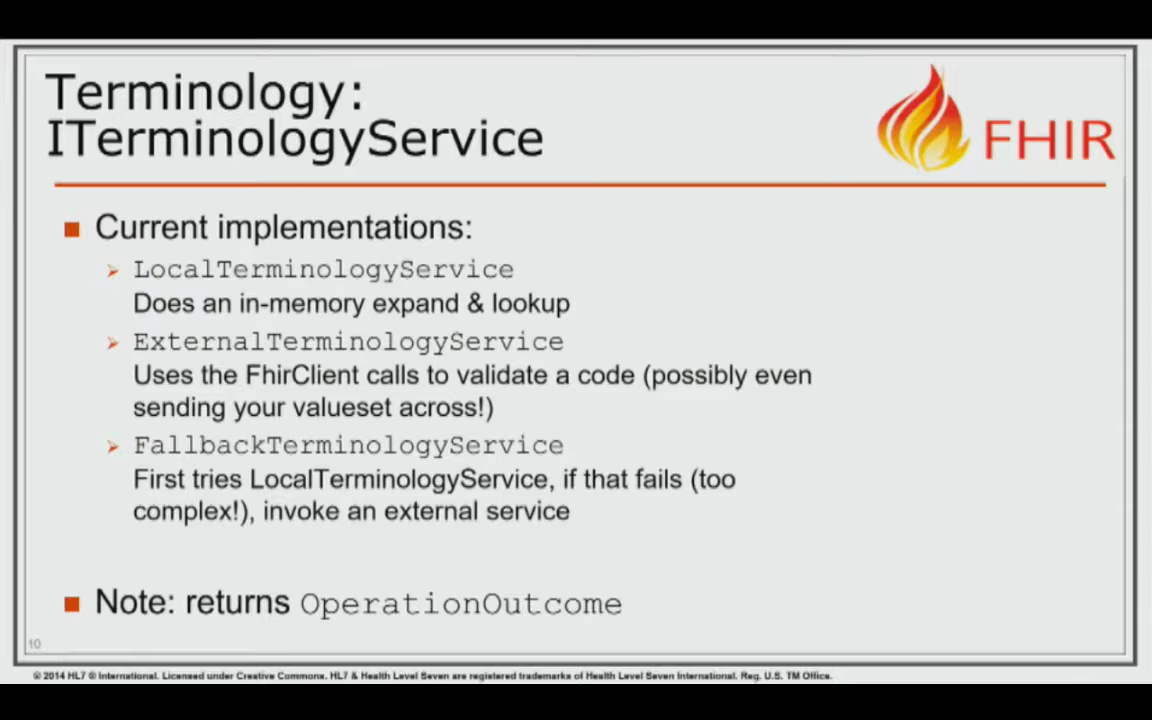 Terminology:
ITerminologyService
FHIR
Current implementations:
LocalTerminologyService
Does an in-memory expand & lookup
ExternalTerminologyService
Uses the FhirClient calls to validate a code (possibly even
sending your valueset across!)
FallbackTerminologyService
First tries LocalTerminologyService, if that fails (too
complex!), invoke an external service
Note: returns OperationOutcome
10
© 2014 HL7 ® International. Licensed under Creative Commons. HL7 & Health Level Seven are registered trademarks of Health Level Seven International. Reg. U.S. TM Office.